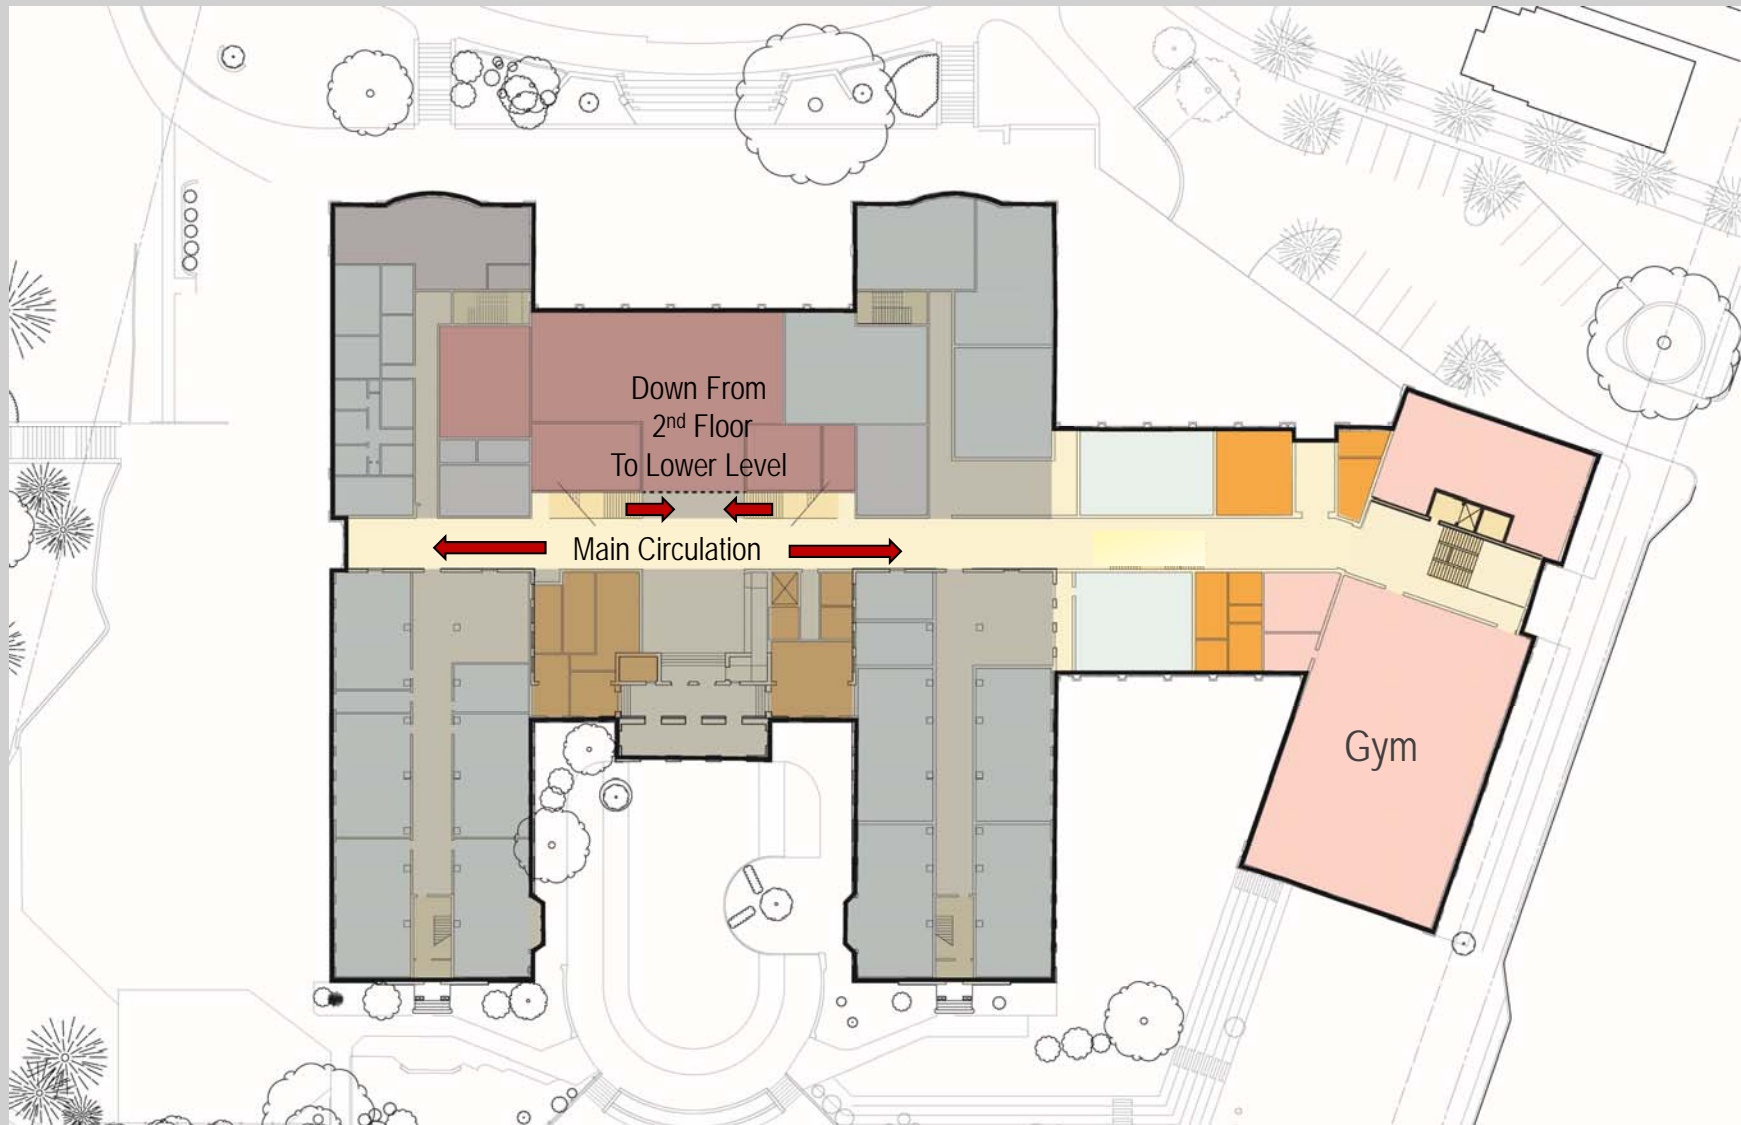 Down From
2nd Floor
To Lower Level
Main Circulation
Gym